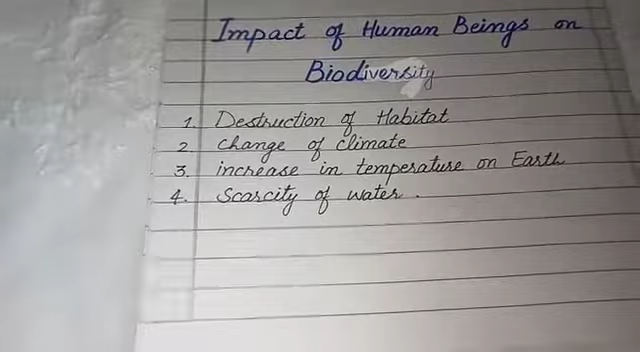 Impact of Human Beings on
Biodiversity
1. Destruction of Habitat
2 change of climate
3. increase in temperature on Earth
4. Scarcity of water.